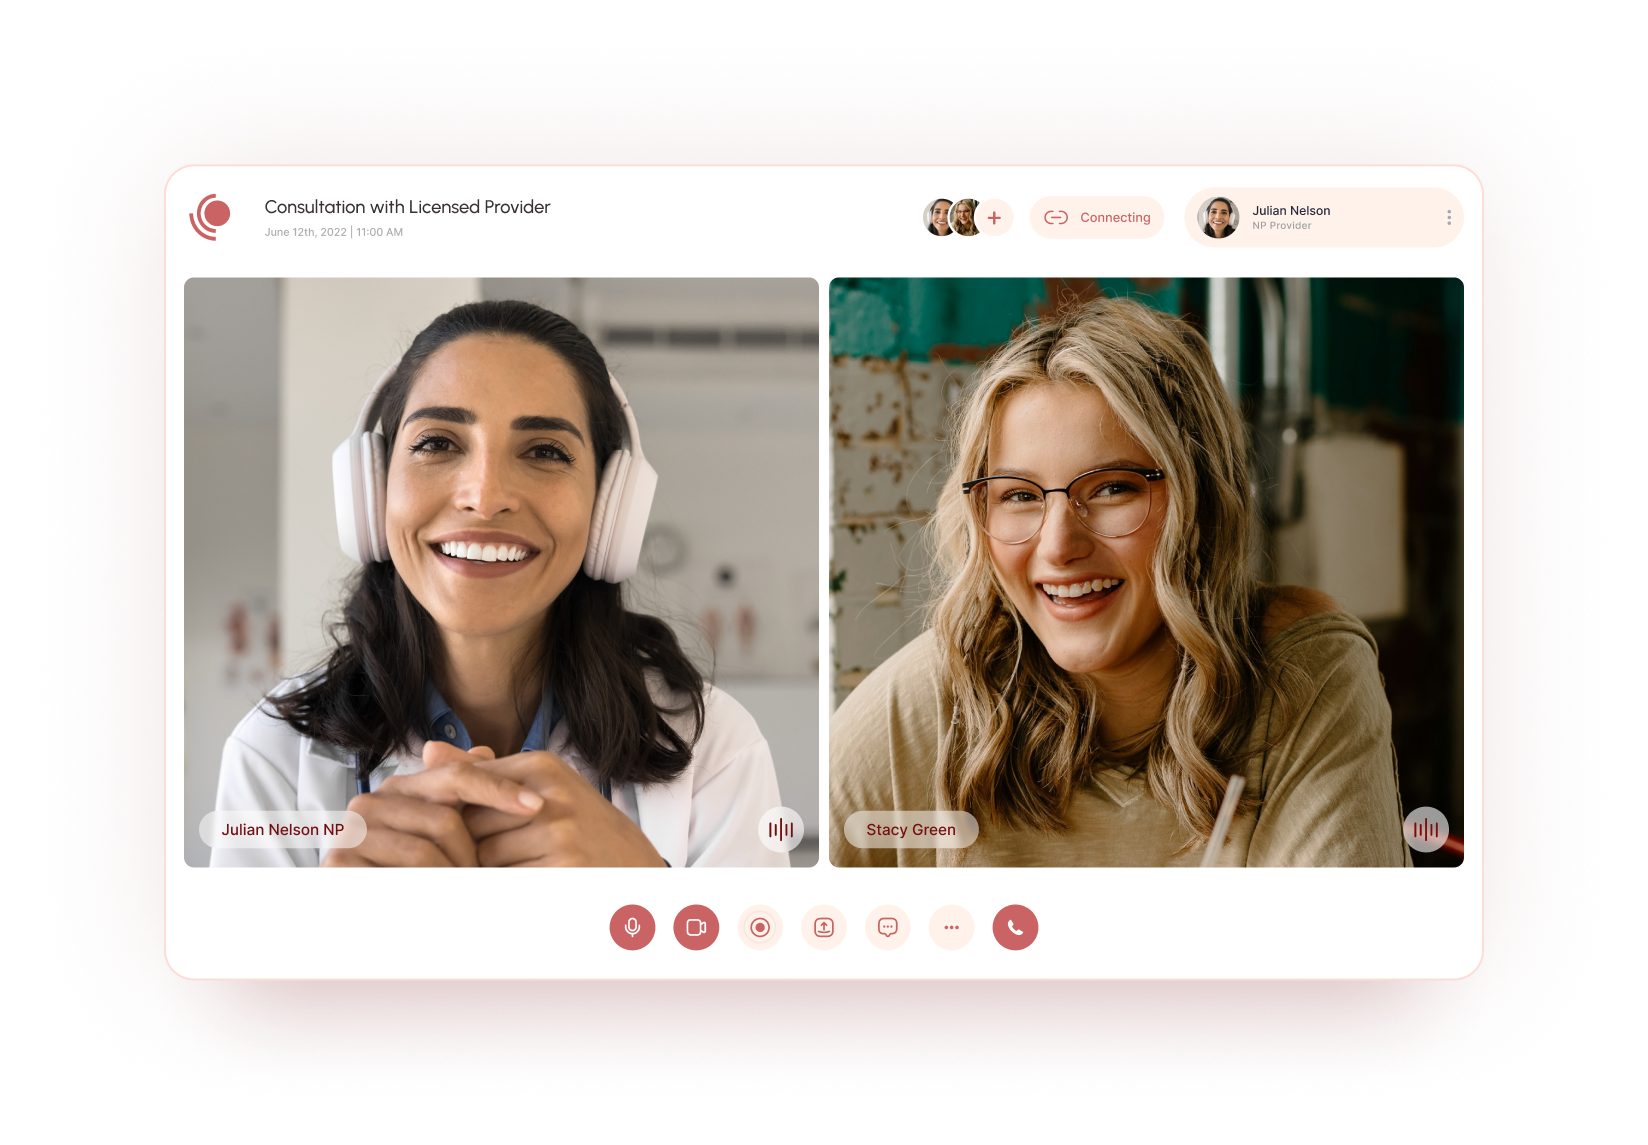 Consultation with Licensed Provider
June 12th, 2022 | 11:00 AM
Connecting
Julian Nelson
NP Provider
Julian Nelson NP
Stacy Green